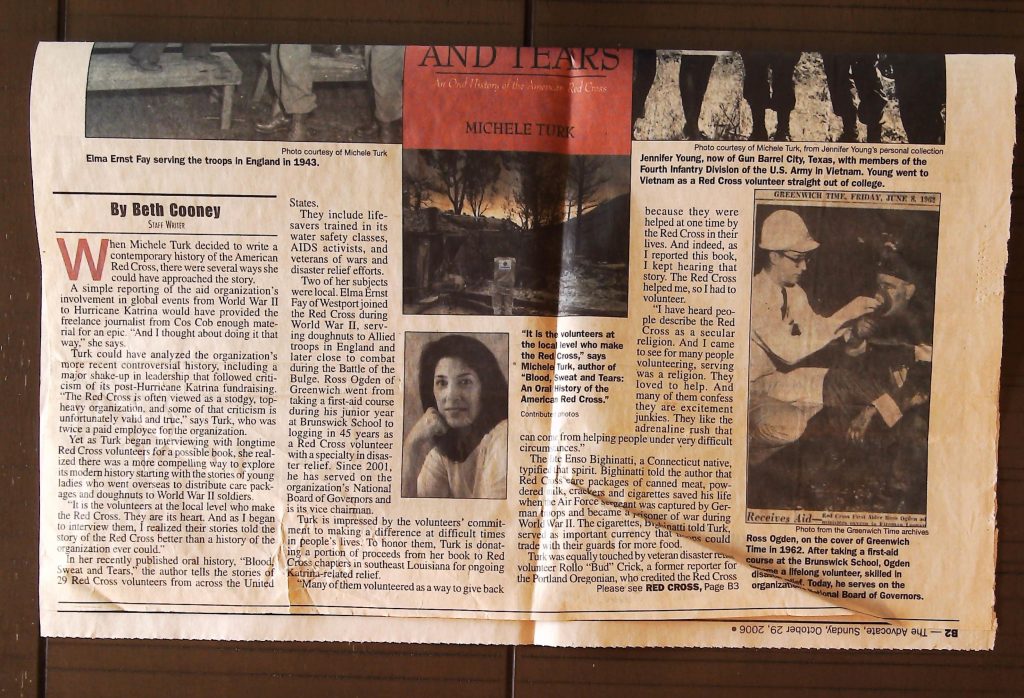 AND TEARS
An Oral History of the American Red Cross
MICHELE TURK
Photo courtesy of Michele Turk
Elma Ernst Fay serving the troops in England in 1943.
Photo courtesy of Michele Turk, from Jennifer Young's personal collection
Jennifer Young, now of Gun Barrel City, Texas, with members of the
Fourth Infantry Division of the U.S. Army in Vietnam. Young went to
Vietnam as a Red Cross volunteer straight out of college.
By Beth Cooney
STAFF WRITER
When Michele Turk decided to write a
contemporary history of the American
Red Cross, there were several ways she
could have approached the story.
A simple reporting of the aid organization's
involvement in global events from World War II
to Hurricane Katrina would have provided the
freelance journalist from Cos Cob enough mate-
rial for an epic. "And I thought about doing it that
way," she says.
Turk could have analyzed the organization's
more recent controversial history, including a
major shake-up in leadership that followed criti-
cism of its post-Hurricane Katrina fundraising.
"The Red Cross is often viewed as a stodgy, top-
heavy organization, and some of that criticism is
unfortunately valid and true," says Turk, who was
twice a paid employee for the organization.
Yet as Turk began interviewing with longtime
Red Cross volunteers for a possible book, she real-
ized there was a more compelling way to explore
its modern history starting with the stories of young
ladies who went overseas to distribute care pack-
ages and doughnuts to World War II soldiers.
"It is the volunteers at the local level who make
the Red Cross. They are its heart. And as I began
to interview them, I realized their stories told the
story of the Red Cross better than a history of the
organization ever could."
In her recently published oral history, "Blood,
Sweat and Tears," the author tells the stories of
29 Red Cross volunteers from across the United
States.
They include life-
savers trained in its
water safety classes,
AIDS activists, and
veterans of wars and
disaster relief efforts.
Two of her subjects
were local. Elma Ernst
Fay of Westport joined
the Red Cross during
World War II, serv-
ing doughnuts to Allied
troops in England and
later close to combat
during the Battle of the
Bulge. Ross Ogden of
Greenwich went from
taking a first-aid course
during his junior year
at Brunswick School to
logging in 45 years as
a Red Cross volunteer
with a specialty in disas-
ter relief. Since 2001,
he has served on the
organization's National
Board of Governors and
is its vice chairman.
Turk is impressed by the volunteers' commit-
ment to making a difference at difficult times
in people's lives. To honor them, Turk is donat-
ing a portion of proceeds from her book to Red
Cross chapters in southeast Louisiana for ongoing
Katrina-related relief.
"Many of them volunteered as a way to give back
"It is the volunteers at
the local level who make
the Red Cross," says
Michele Turk, author of
"Blood, Sweat and Tears:
An Oral History of the
American Red Cross."
Contributed photos
because they were
helped at one time by
the Red Cross in their
lives. And indeed, as
I reported this book,
I kept hearing that
story. The Red Cross
helped me, so I had to
volunteer.
"I have heard peo-
ple describe the Red
Cross as a secular
religion. And I came
to see for many people
volunteering, serving
was a religion. They
loved to help. And
many of them confess
they are excitement
junkies. They like the
adrenaline rush that
can come from helping people under very difficult
circumstances."
The late Enso Bighinatti, a Connecticut native,
typified that spirit. Bighinatti told the author that
Red Cross care packages of canned meat, pow-
dered milk, crackers and cigarettes saved his life
when the Air Force sergeant was captured by Ger-
man troops and became a prisoner of war during
World War II. The cigarettes, Bighinatti told Turk,
served as important currency that could
trade with their guards for more food.
Turk was equally touched by veteran disaster relief
volunteer Rollo "Bud" Crick, a former reporter for
the Portland Oregonian, who credited the Red Cross
Please see RED CROSS, Page B3
GREENWICH TIME, FRIDAY, JUNE 8, 1962
Receives Aid—
Photo from the Greenwich Time archives
Ross Ogden, on the cover of Greenwich
Time in 1962. After taking a first-aid
course at the Brunswick School, Ogden
a lifelong volunteer, skilled in
Today, he serves on the
National Board of Governors.
B2 — The Advocate, Sunday, October 29, 2006 •